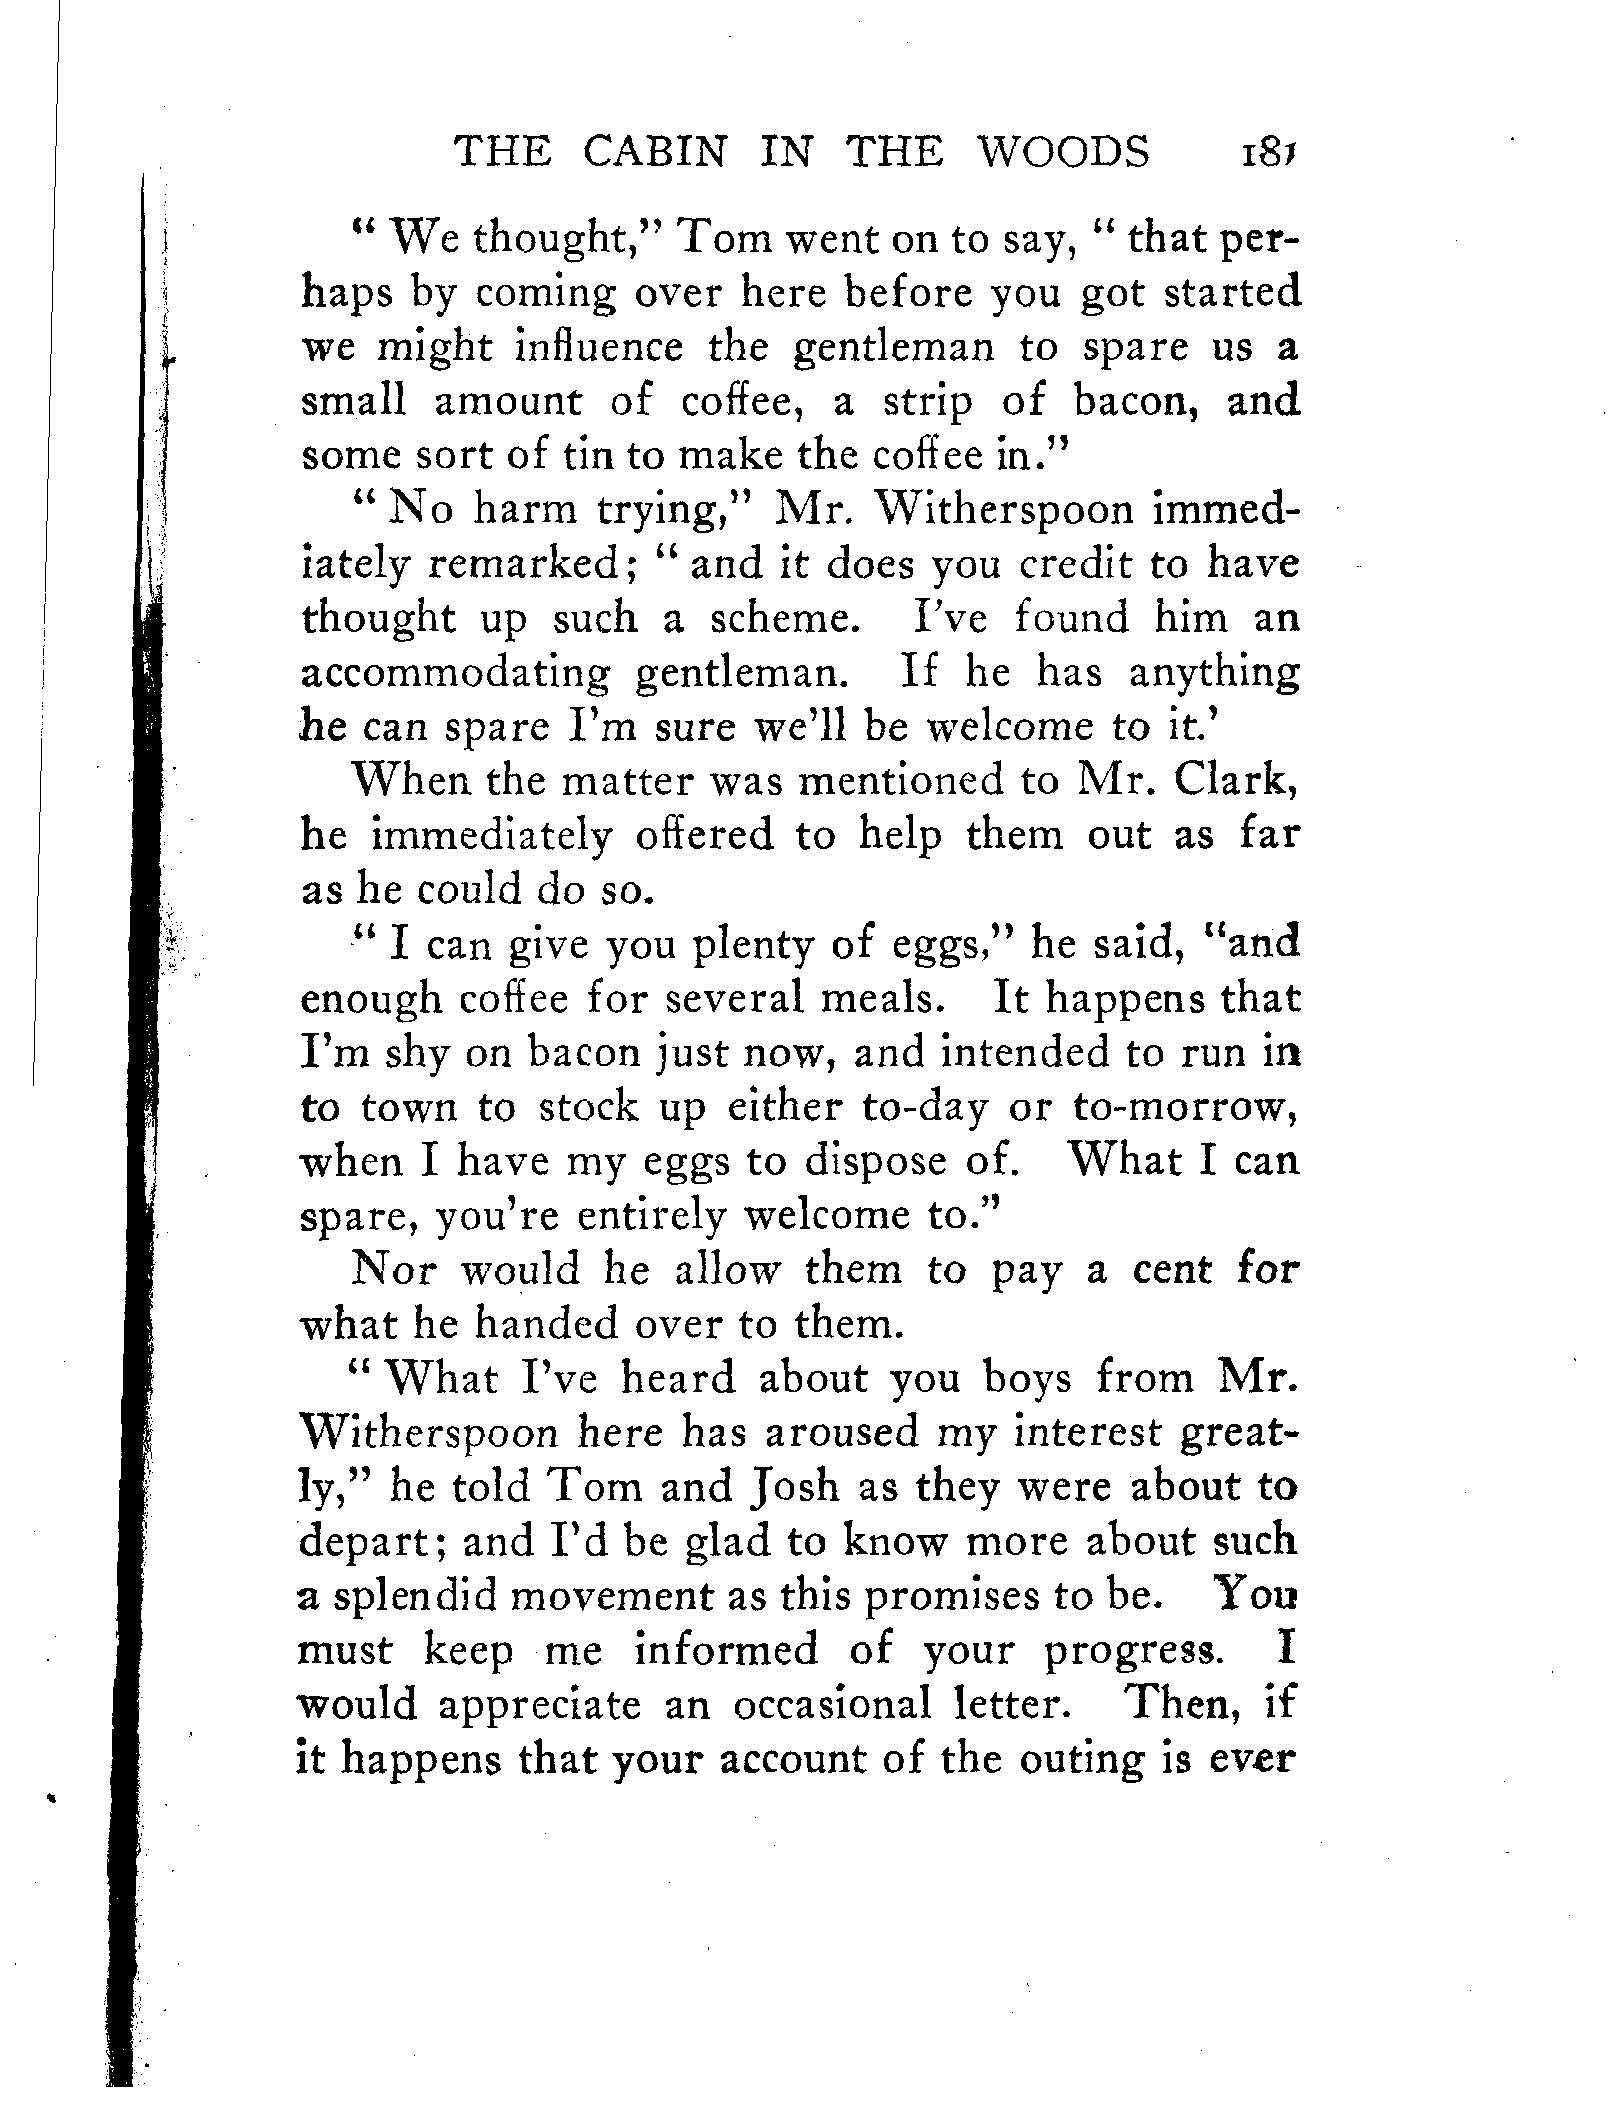 THE CABIN IN THE WOODS 181
" We thought," Tom went on to say, " that per-
haps by coming over here before you got started
we might influence the gentleman to spare us a
small amount of coffee, a strip of bacon, and
some sort of tin to make the coffee in."
" No harm trying," Mr. Witherspoon immed-
iately remarked; " and it does you credit to have
thought up such a scheme. I've found him an
accommodating gentleman. If he has anything
he can spare I'm sure we'll be welcome to it.'
When the matter was mentioned to Mr. Clark,
he immediately offered to help them out as far
as he could do so.
" I can give you plenty of eggs," he said, "and
enough coffee for several meals. It happens that
I'm shy on bacon just now, and intended to run in
to town to stock up either to-day or to-morrow,
when I have my eggs to dispose of. What I can
spare, you're entirely welcome to."
Nor would he allow them to pay a cent for
what he handed over to them.
" What I've heard about you boys from Mr.
Witherspoon here has aroused my interest great-
ly," he told Tom and Josh as they were about to
depart; and I'd be glad to know more about such
a splendid movement as this promises to be. You
must keep me informed of your progress. I
would appreciate an occasional letter. Then, if
it happens that your account of the outing is ever